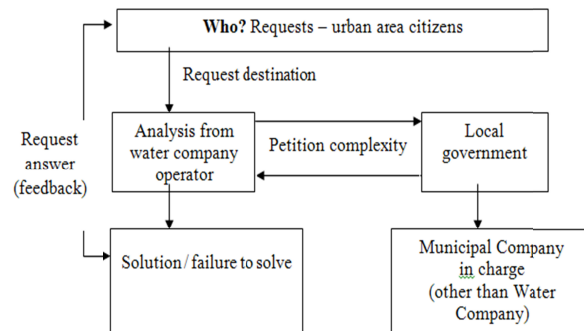 Who? Requests – urban area citizens
Request destination
Analysis from
water company
operator
Petition complexity
Local
government
Request
answer
(feedback)
Solution / failure to solve
Municipal Company
in charge
(other than Water
Company)